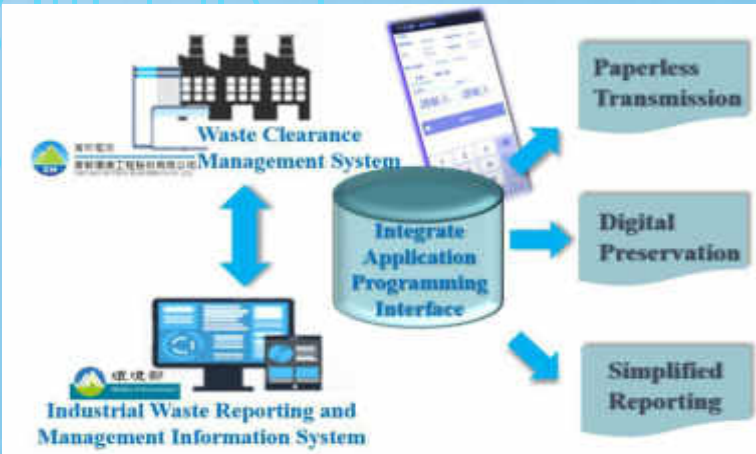 Waste Clearance
Management System
Integrate
Application
Programming
Interface
Industrial Waste Reporting and
Management Information System
Paperless
Transmission
Digital
Preservation
Simplified
Reporting